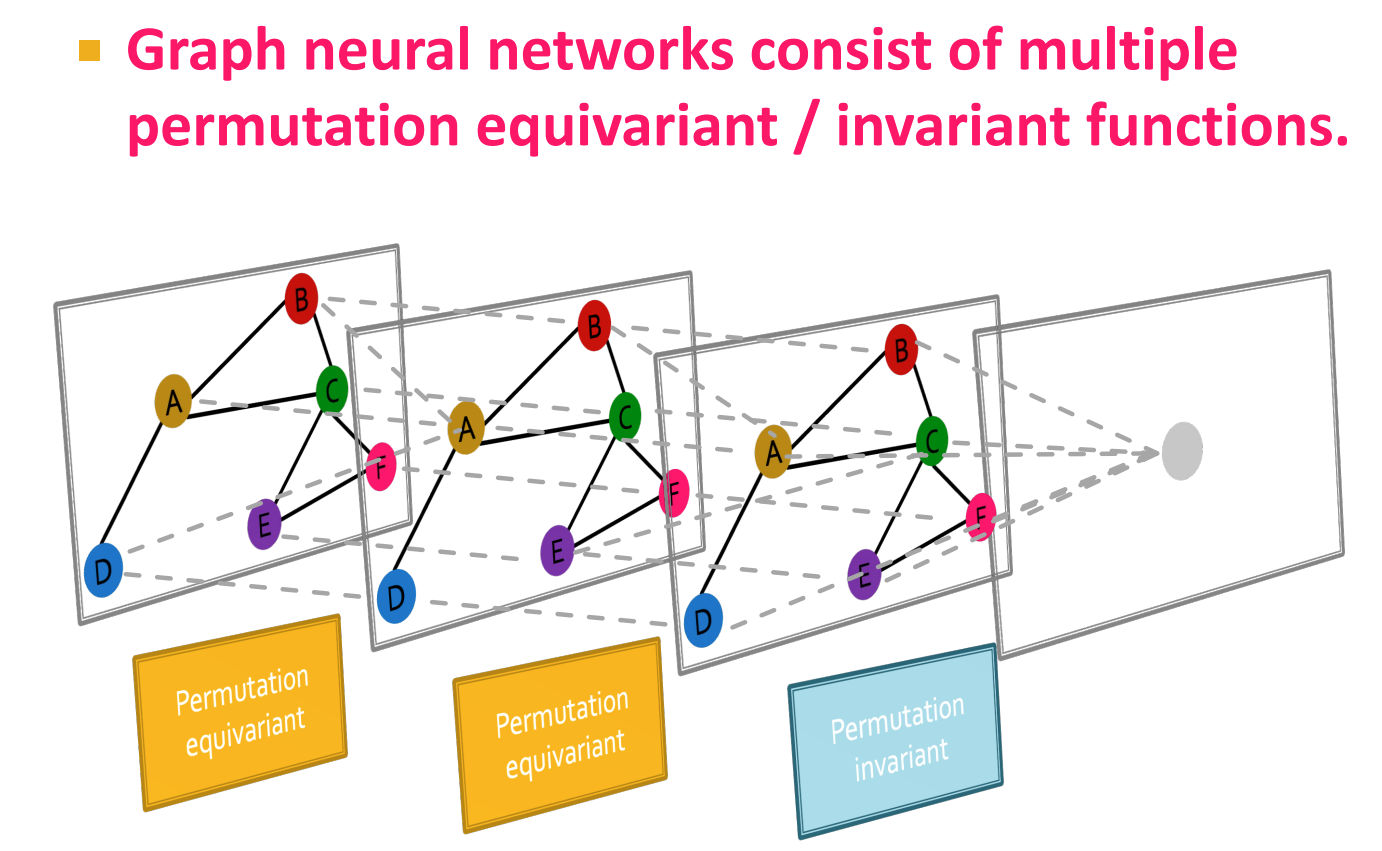 Graph neural networks consist of multiple
permutation equivariant / invariant functions.
B
A
C
F
E
D
B
A
C
F
E
D
B
A
C
F
E
D
Permutation
equivariant
Permutation
equivariant
Permutation
invariant